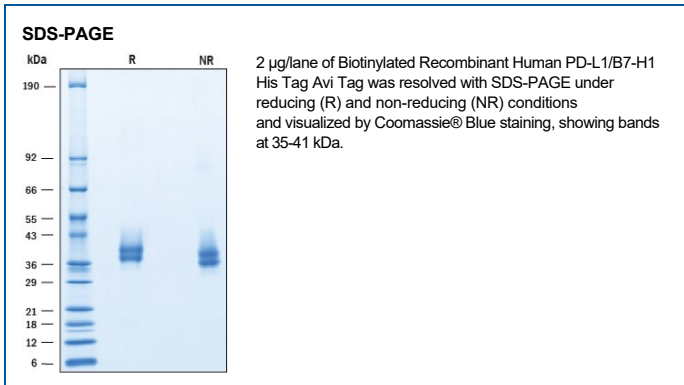 SDS-PAGE
kDa
R
NR
190
92
66
55
43
36
29
21
18
12
6
2 µg/lane of Biotinylated Recombinant Human PD-L1/B7-H1
His Tag Avi Tag was resolved with SDS-PAGE under
reducing (R) and non-reducing (NR) conditions
and visualized by Coomassie® Blue staining, showing bands
at 35-41 kDa.